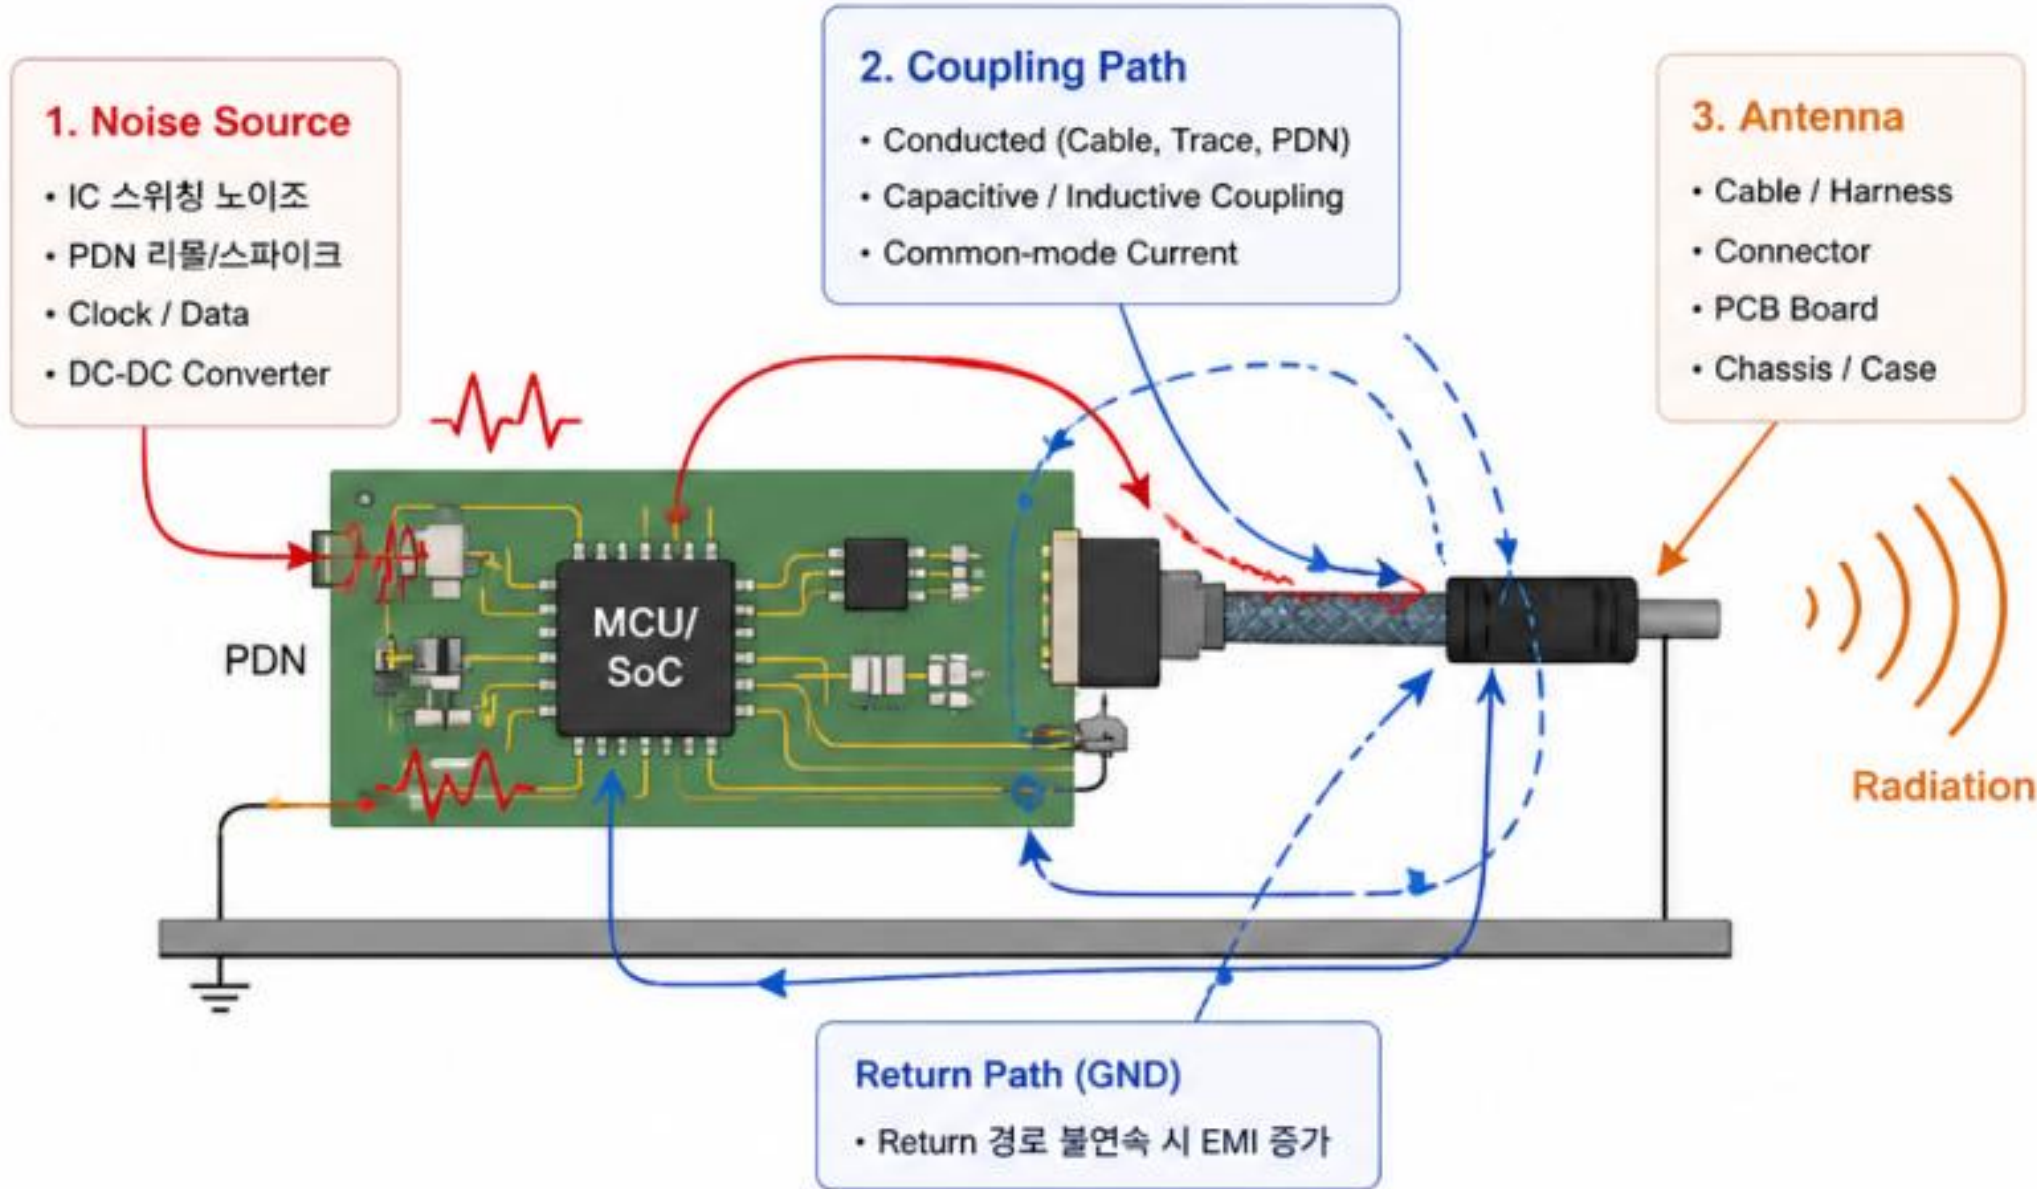 1. Noise Source
• IC 스위칭 노이조
• PDN 리몰/스파이크
• Clock / Data
• DC-DC Converter
2. Coupling Path
• Conducted (Cable, Trace, PDN)
• Capacitive / Inductive Coupling
• Common-mode Current
3. Antenna
• Cable / Harness
• Connector
• PCB Board
• Chassis / Case
MCU/
SoC
PDN
Radiation
Return Path (GND)
• Return 경로 불연속 시 EMI 증가